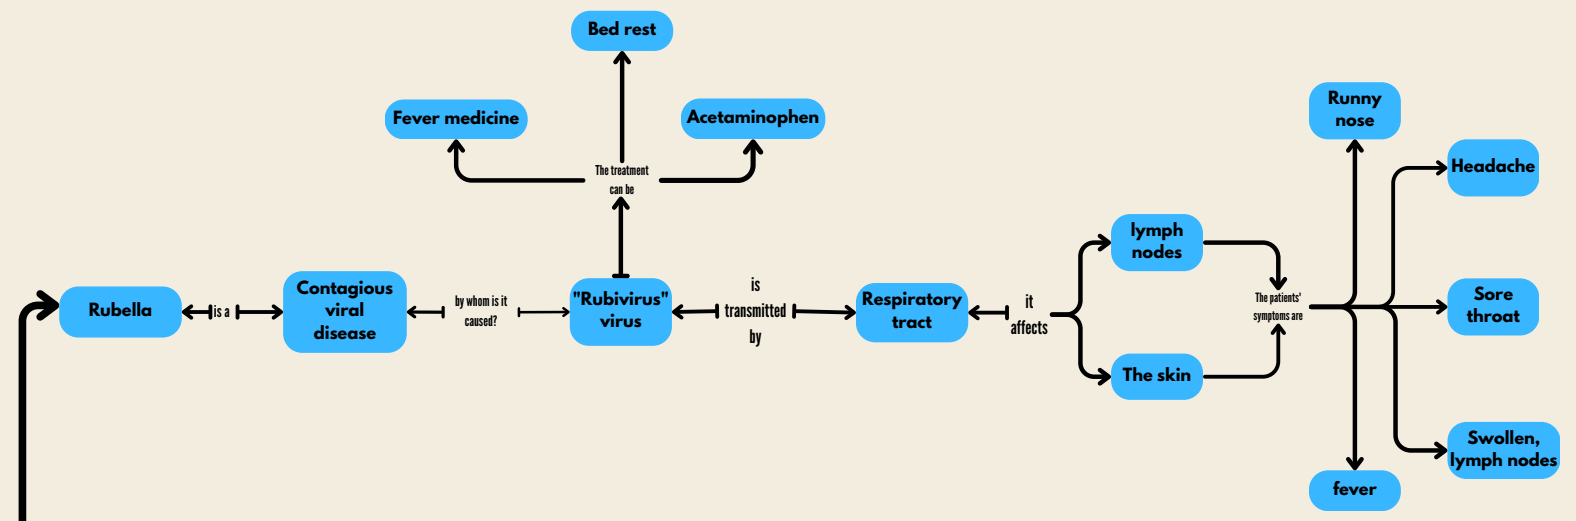 Bed rest
Fever medicine
Acetaminophen
The treatment
can be
Rubella
is a
Contagious
viral
disease
by whom is it
caused?
"Rubivirus"
virus
is
transmitted
by
Respiratory
tract
it
affects
lymph
nodes
The skin
The patients'
symptoms are
Runny
nose
Headache
Sore
throat
Swollen,
lymph nodes
fever